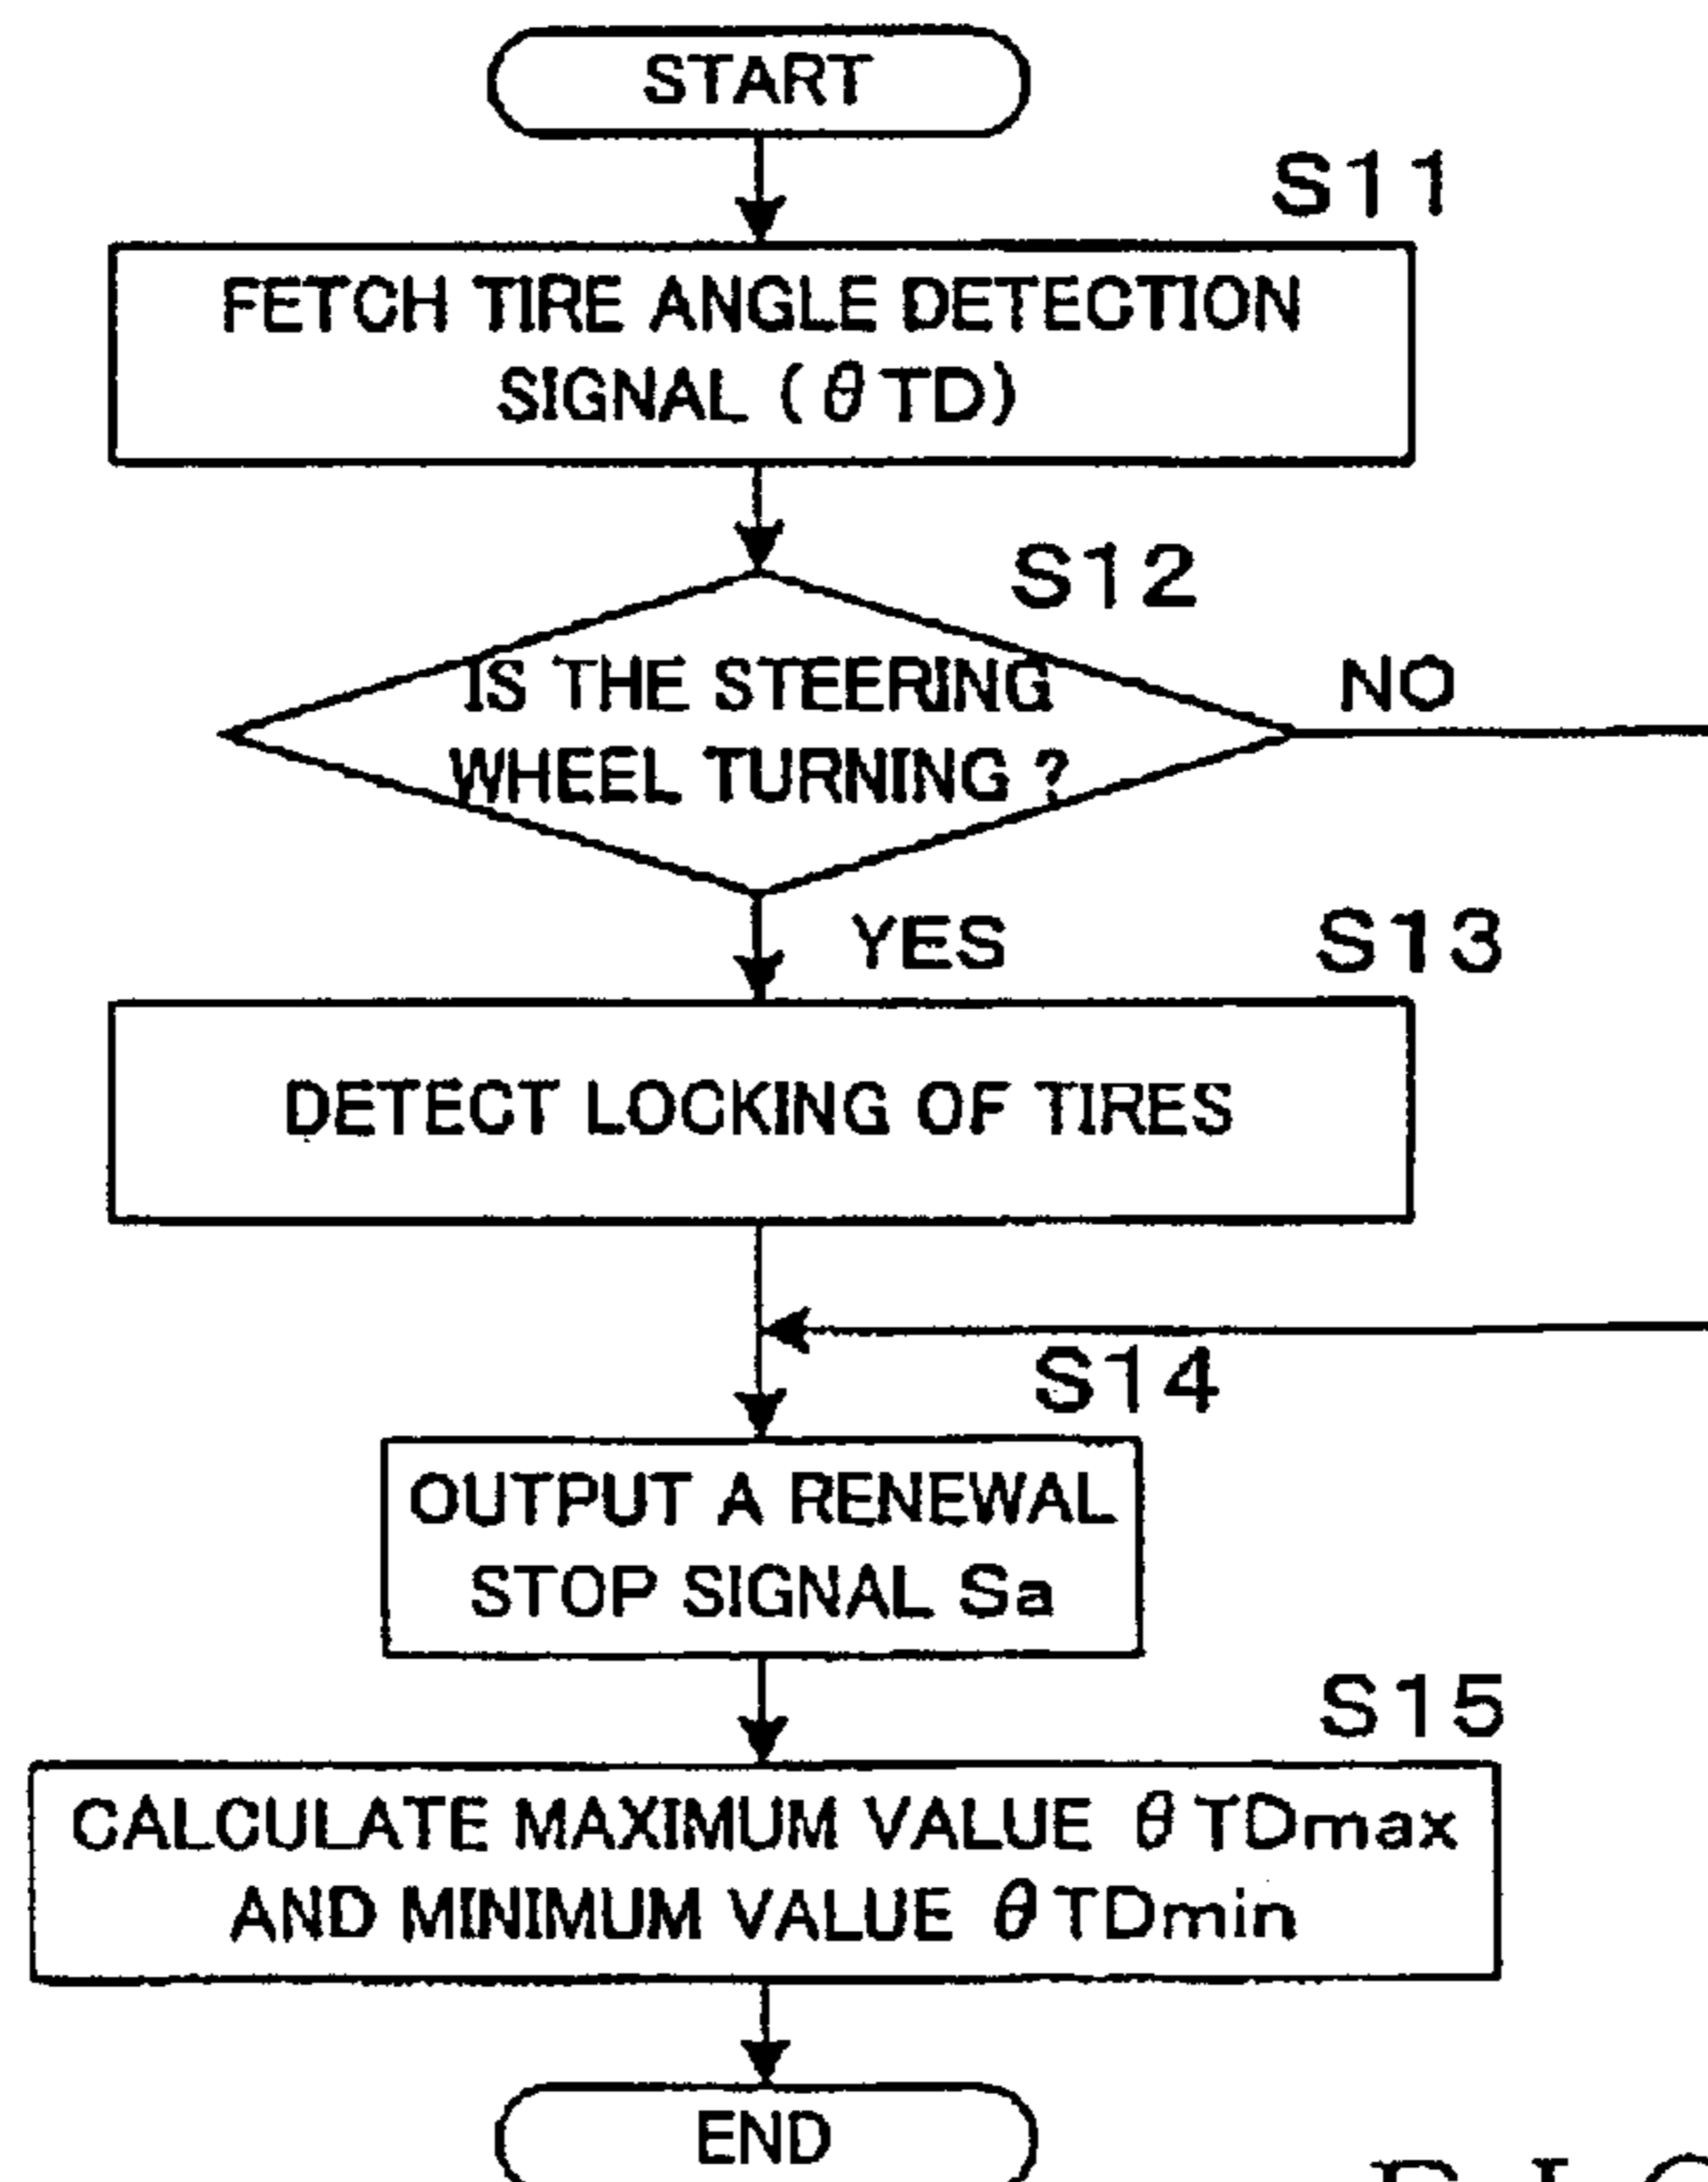 START
S11
FETCH TIRE ANGLE DETECTION
SIGNAL (θTD)
S12
IS THE STEERING
WHEEL TURNING ?
NO
YES
S13
DETECT LOCKING OF TIRES
S14
OUTPUT A RENEWAL
STOP SIGNAL Sa
S15
CALCULATE MAXIMUM VALUE θTDmax
AND MINIMUM VALUE θTDmin
END